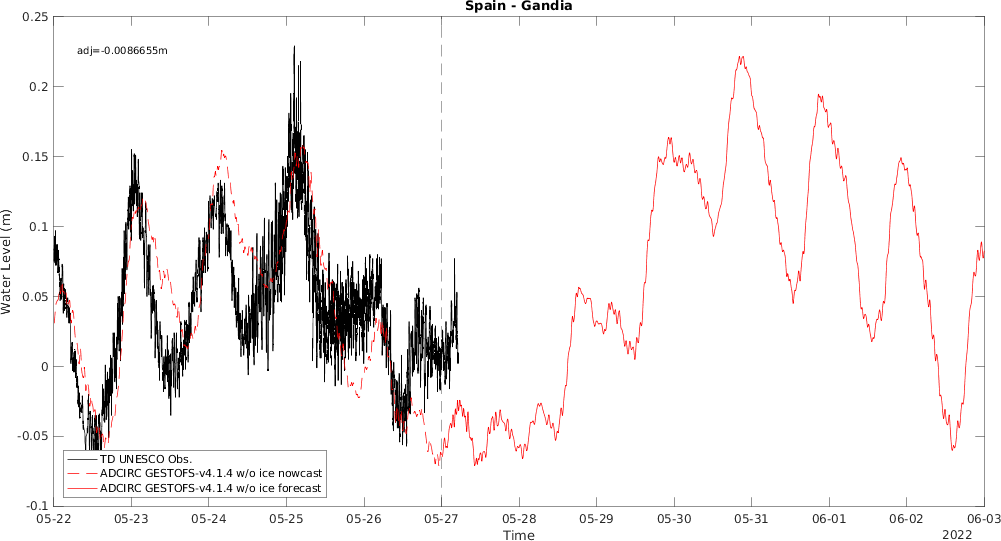 Spain - Gandia
adj=-0.0086655m
Water Level (m)
0.25
0.2
0.15
0.1
0.05
0
-0.05
-0.1
TD UNESCO Obs.
ADCIRC GESTOFS-v4.1.4 w/o ice nowcast
ADCIRC GESTOFS-v4.1.4 w/o ice forecast
05-22 05-23 05-24 05-25 05-26 05-27 05-28 05-29 05-30 05-31 06-01 06-02 06-03
Time
2022